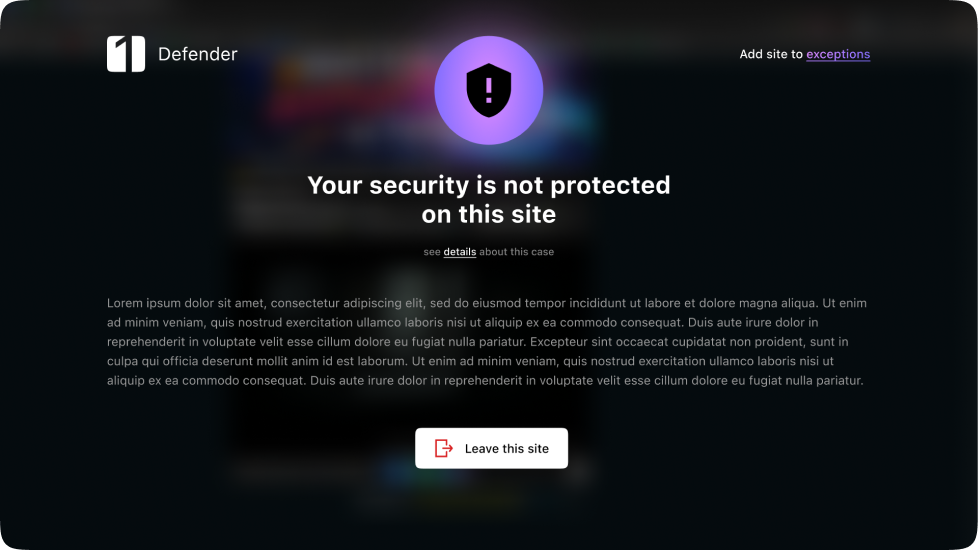 1 Defender
Add site to exceptions
Your security is not protected
on this site
see details about this case
Lorem ipsum dolor sit amet, consectetur adipiscing elit, sed do eiusmod tempor incididunt ut labore et dolore magna aliqua. Ut enim
ad minim veniam, quis nostrud exercitation ullamco laboris nisi ut aliquip ex ea commodo consequat. Duis aute irure dolor in
reprehenderit in voluptate velit esse cillum dolore eu fugiat nulla pariatur. Excepteur sint occaecat cupidatat non proident, sunt in
culpa qui officia deserunt mollit anim id est laborum. Ut enim ad minim veniam, quis nostrud exercitation ullamco laboris nisi ut
aliquip ex ea commodo consequat. Duis aute irure dolor in reprehenderit in voluptate velit esse cillum dolore eu fugiat nulla pariatur.
Leave this site